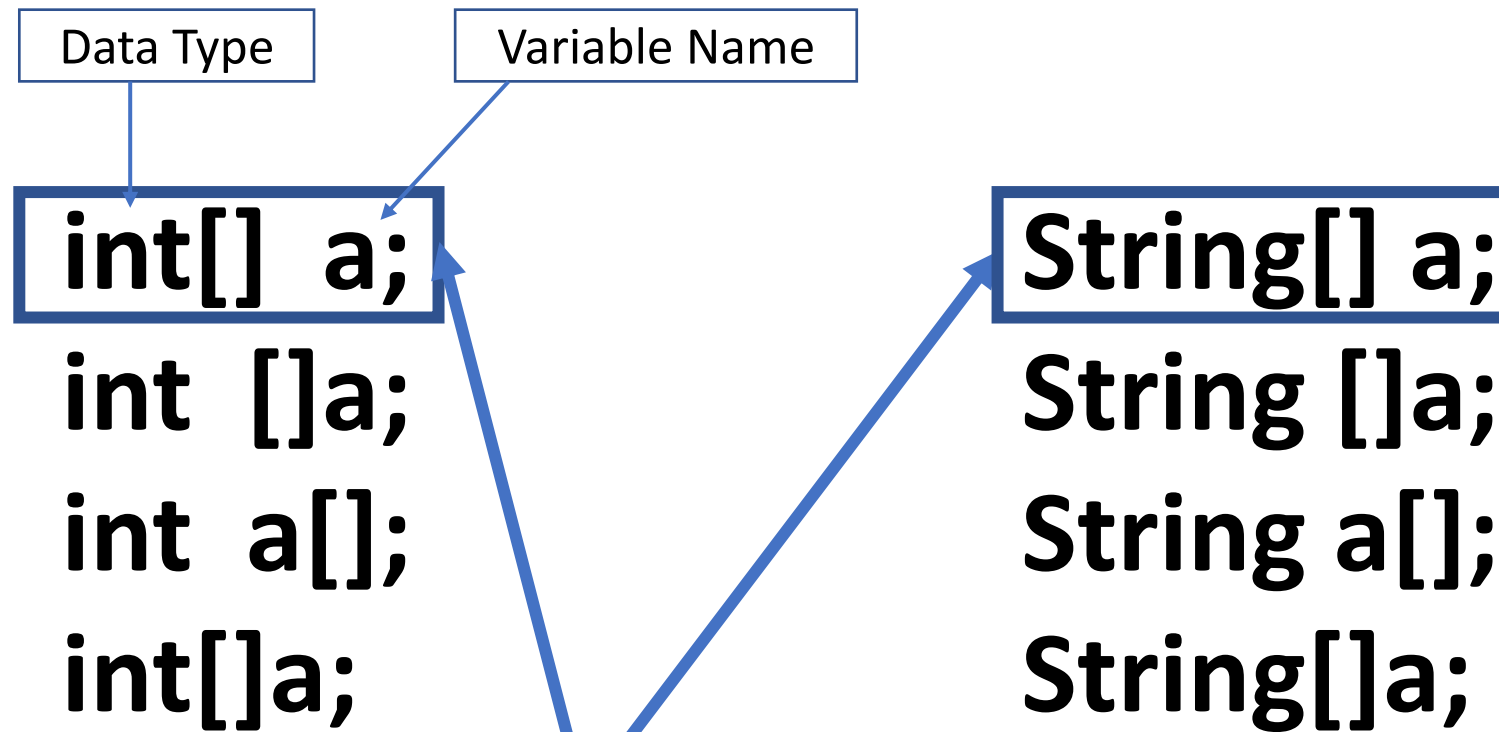 Data Type
Variable Name
int[] a;
String[] a;
int []a;
String []a;
int a[];
String a[];
int[]a;
String[]a;